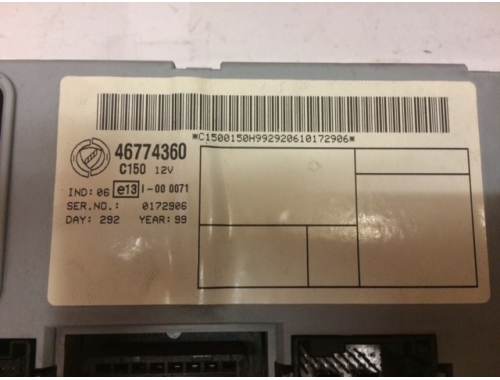 *C1500150H992920610172906*
46774360
C150 12V
IND: 06 e13 I-00 0071
SER.NO.: 0172906
DAY: 292 YEAR: 99